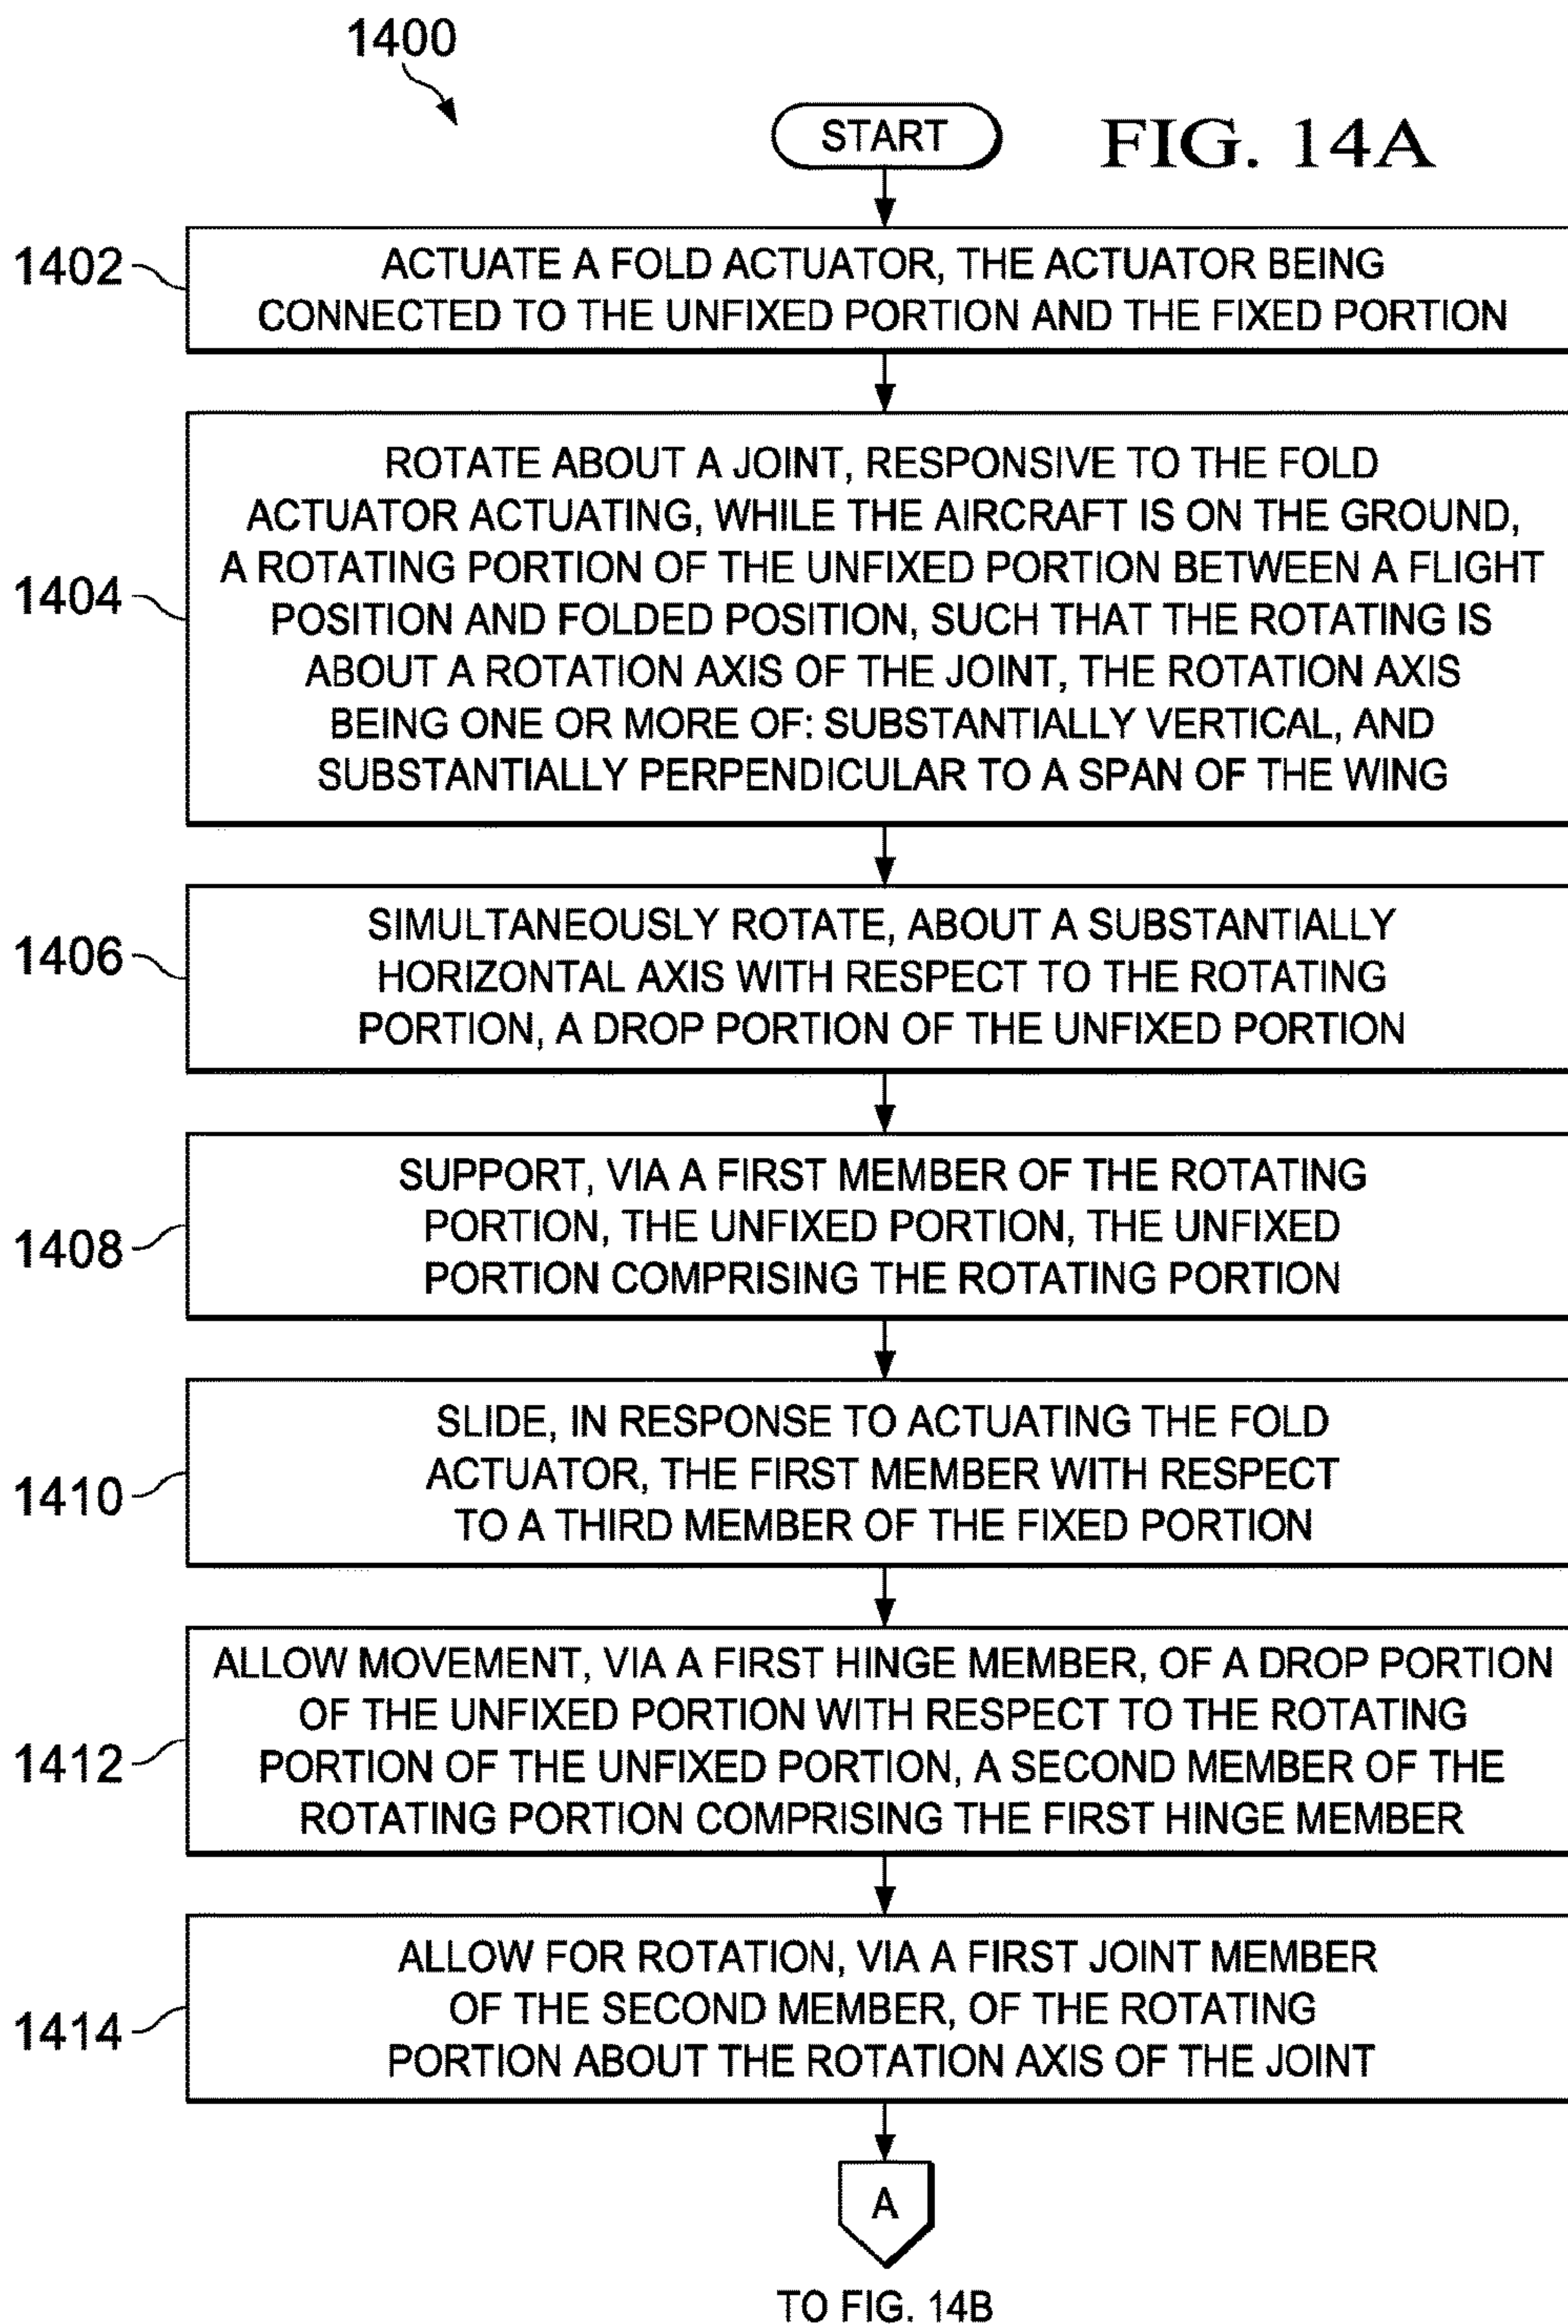 1400
START
FIG. 14A
1402
ACTUATE A FOLD ACTUATOR, THE ACTUATOR BEING
CONNECTED TO THE UNFIXED PORTION AND THE FIXED PORTION
1404
ROTATE ABOUT A JOINT, RESPONSIVE TO THE FOLD
ACTUATOR ACTUATING, WHILE THE AIRCRAFT IS ON THE GROUND,
A ROTATING PORTION OF THE UNFIXED PORTION BETWEEN A FLIGHT
POSITION AND FOLDED POSITION, SUCH THAT THE ROTATING IS
ABOUT A ROTATION AXIS OF THE JOINT, THE ROTATION AXIS
BEING ONE OR MORE OF: SUBSTANTIALLY VERTICAL, AND
SUBSTANTIALLY PERPENDICULAR TO A SPAN OF THE WING
1406
SIMULTANEOUSLY ROTATE, ABOUT A SUBSTANTIALLY
HORIZONTAL AXIS WITH RESPECT TO THE ROTATING
PORTION, A DROP PORTION OF THE UNFIXED PORTION
1408
SUPPORT, VIA A FIRST MEMBER OF THE ROTATING
PORTION, THE UNFIXED PORTION, THE UNFIXED
PORTION COMPRISING THE ROTATING PORTION
1410
SLIDE, IN RESPONSE TO ACTUATING THE FOLD
ACTUATOR, THE FIRST MEMBER WITH RESPECT
TO A THIRD MEMBER OF THE FIXED PORTION
1412
ALLOW MOVEMENT, VIA A FIRST HINGE MEMBER, OF A DROP PORTION
OF THE UNFIXED PORTION WITH RESPECT TO THE ROTATING
PORTION OF THE UNFIXED PORTION, A SECOND MEMBER OF THE
ROTATING PORTION COMPRISING THE FIRST HINGE MEMBER
1414
ALLOW FOR ROTATION, VIA A FIRST JOINT MEMBER
OF THE SECOND MEMBER, OF THE ROTATING
PORTION ABOUT THE ROTATION AXIS OF THE JOINT
A
TO FIG. 14B